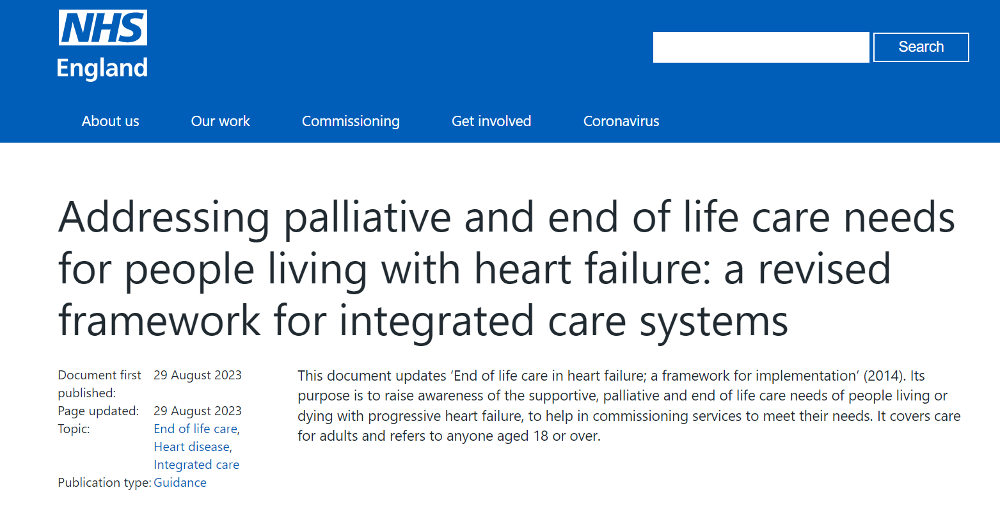 NHS
England
Search
About us
Our work
Commissioning
Get involved
Coronavirus
Addressing palliative and end of life care needs
for people living with heart failure: a revised
framework for integrated care systems
Document first published: 29 August 2023
Page updated: 29 August 2023
Topic: End of life care,
Heart disease,
Integrated care
Publication type: Guidance
This document updates ‘End of life care in heart failure; a framework for implementation’ (2014). Its
purpose is to raise awareness of the supportive, palliative and end of life care needs of people living or
dying with progressive heart failure, to help in commissioning services to meet their needs. It covers care
for adults and refers to anyone aged 18 or over.